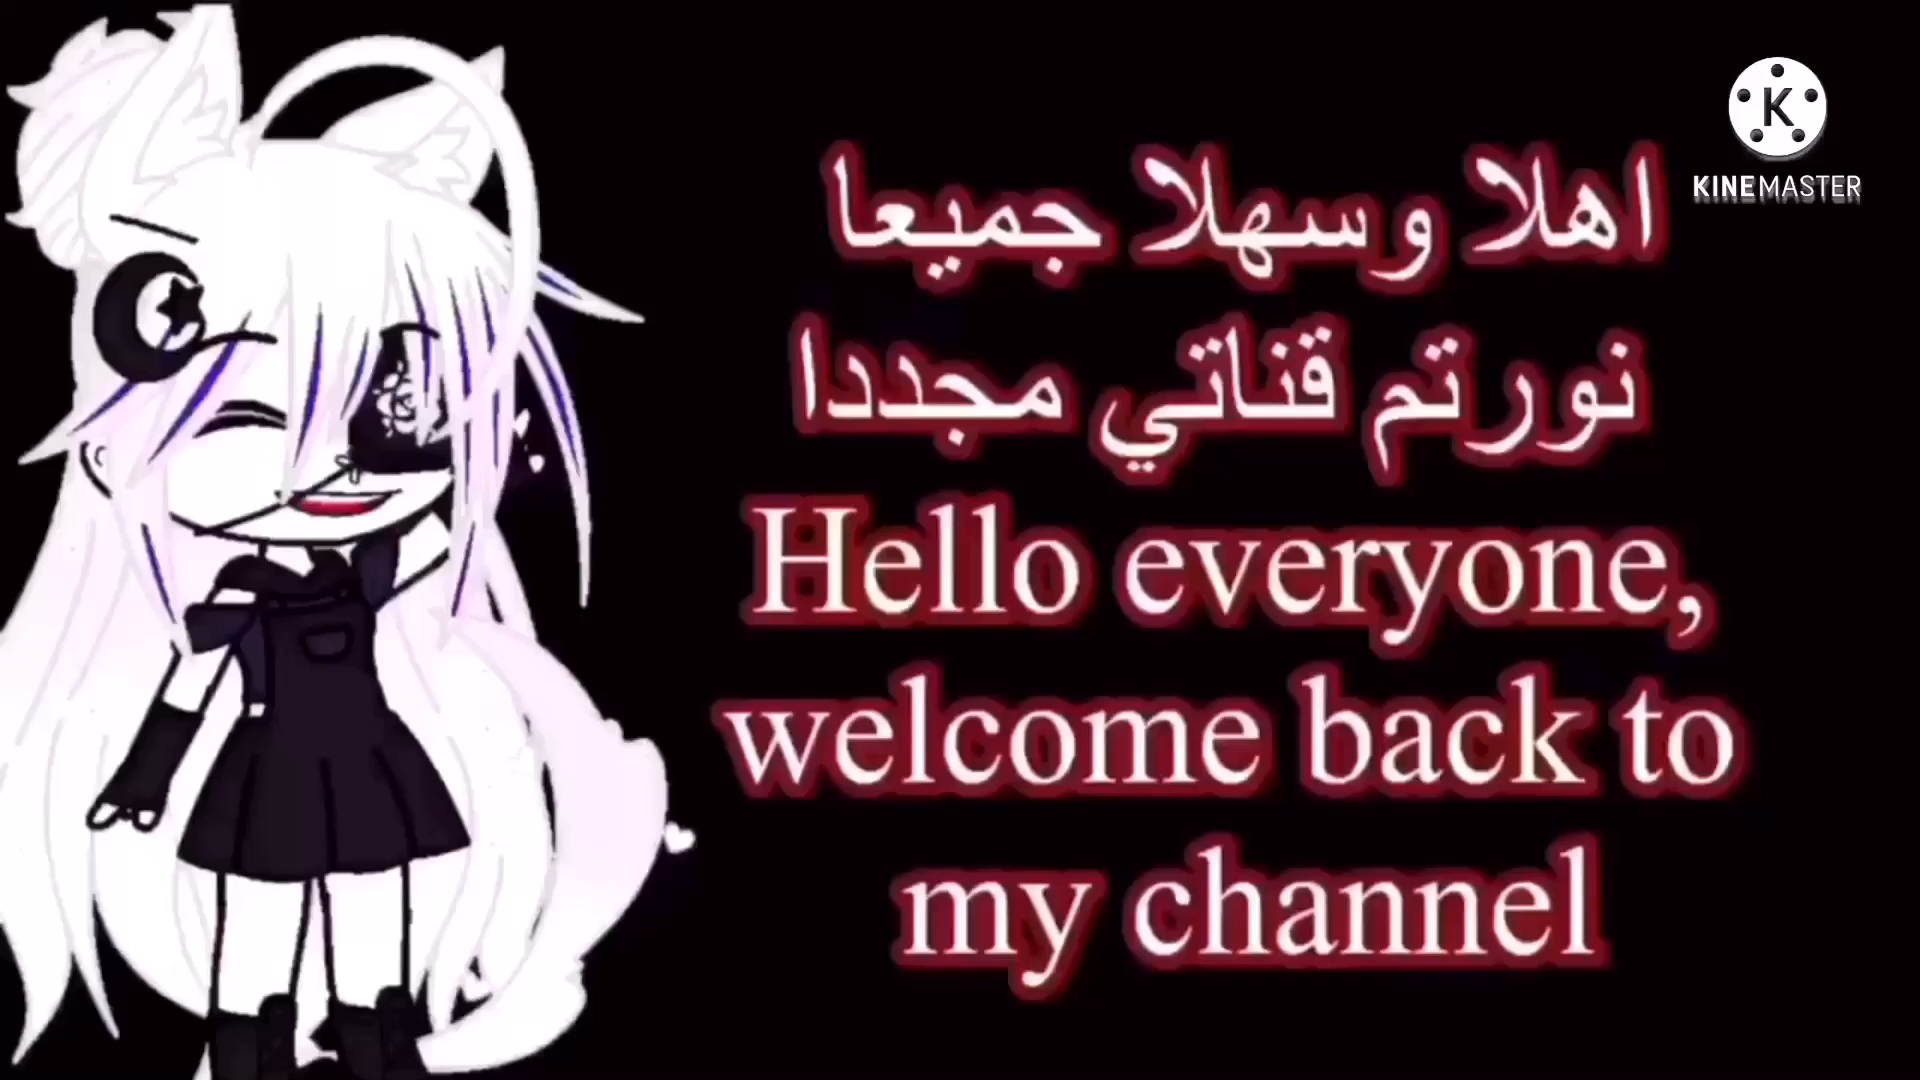 اهلا وسهلا جميعا
نورتم قناتي مجددا
Hello everyone,
welcome back to
my channel
K
KINEMASTER